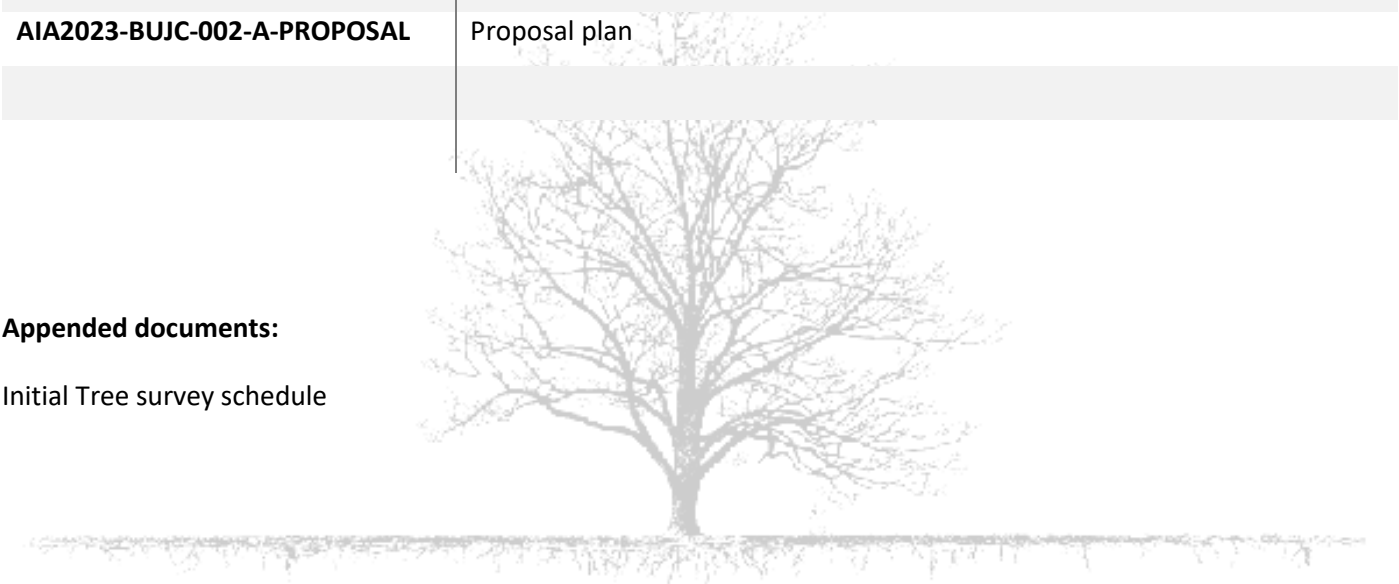 AIA2023-BUJC-002-A-PROPOSAL Proposal plan
Appended documents:
Initial Tree survey schedule